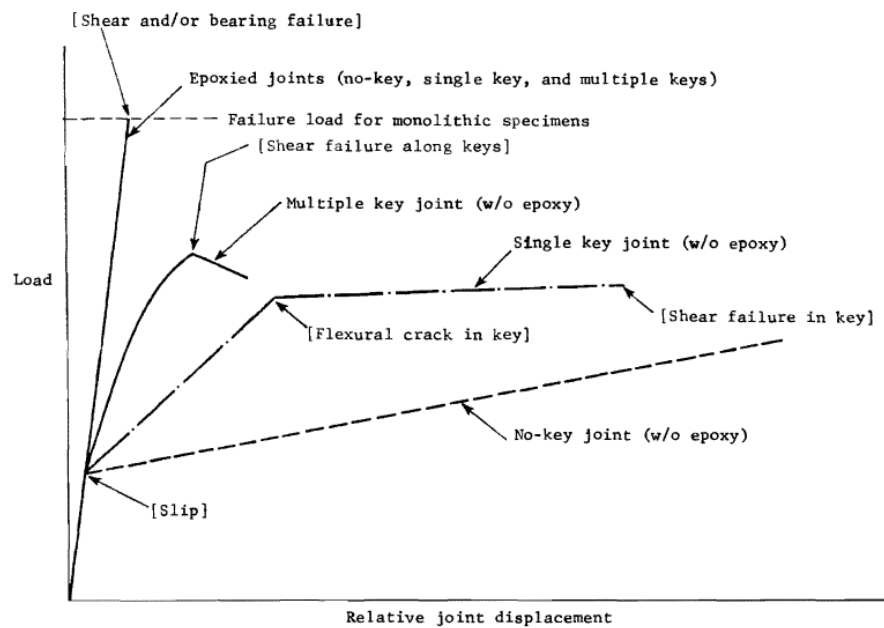 [Shear and/or bearing failure]
Epoxied joints (no-key, single key, and multiple keys)
Failure load for monolithic specimens
[Shear failure along keys]
Multiple key joint (w/o epoxy)
Single key joint (w/o epoxy)
Load
[Flexural crack in key]
[Shear failure in key]
No-key joint (w/o epoxy)
[Slip]
Relative joint displacement